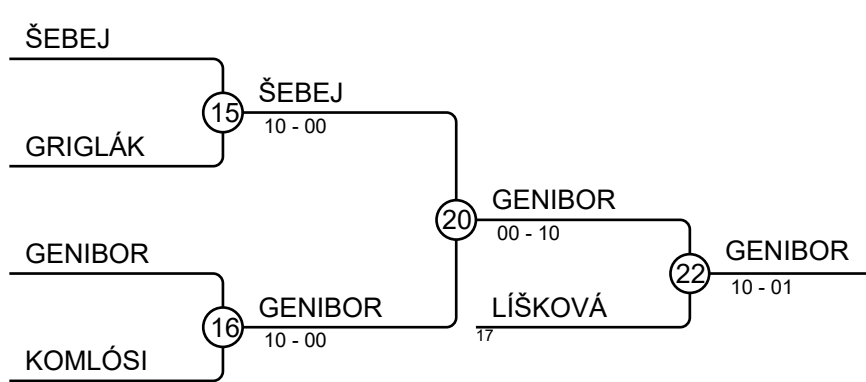 ŠEBEJ
15
ŠEBEJ
10 - 00
GRIGLÁK
20
GENIBOR
00 - 10
GENIBOR
22
GENIBOR
10 - 01
16
GENIBOR
10 - 00
LÍŠKOVÁ
17
KOMLÓSI